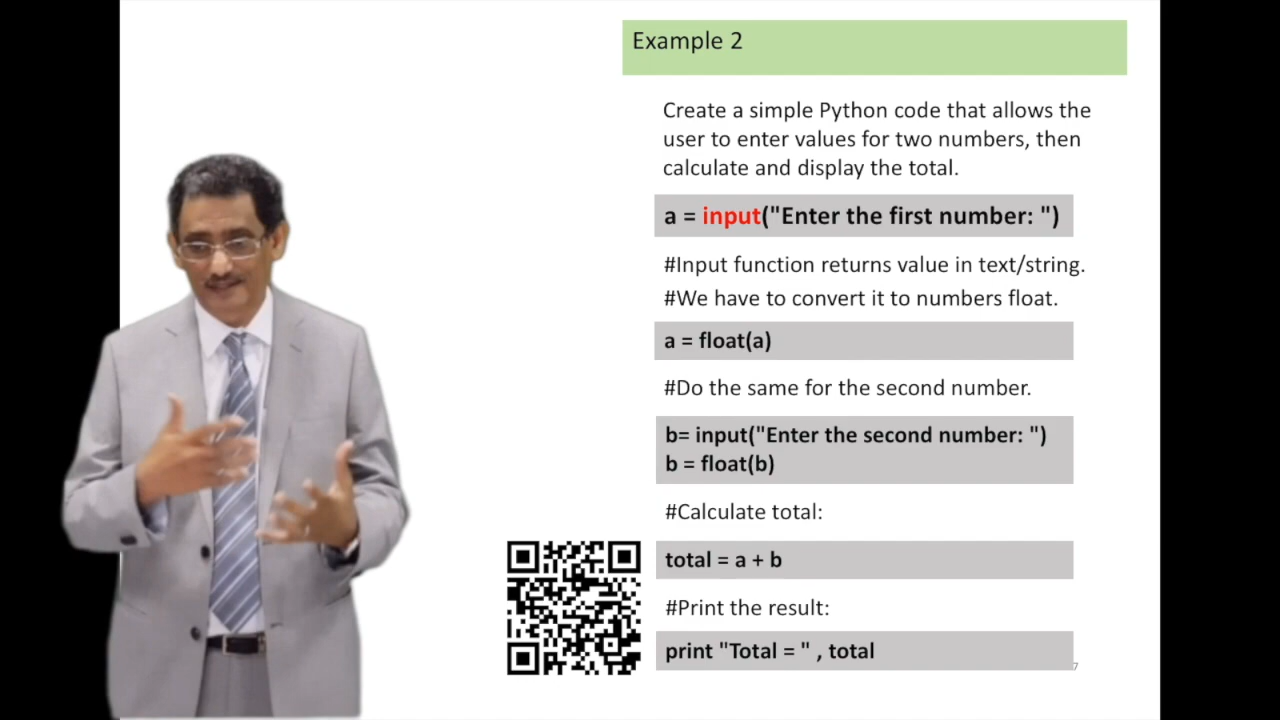 Example 2
Create a simple Python code that allows the
user to enter values for two numbers, then
calculate and display the total.
a = input("Enter the first number: ")
#Input function returns value in text/string.
#We have to convert it to numbers float.
a = float(a)
#Do the same for the second number.
b= input("Enter the second number: ")
b = float(b)
#Calculate total:
total = a + b
#Print the result:
print "Total = " , total
7